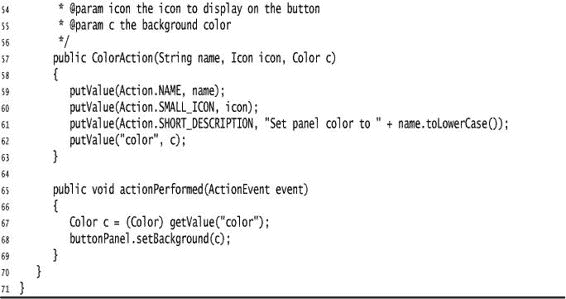 54 * @param icon the icon to display on the button
55 * @param c the background color
56 */
57 public ColorAction(String name, Icon icon, Color c)
58 {
59 putValue(Action.NAME, name);
60 putValue(Action.SMALL_ICON, icon);
61 putValue(Action.SHORT_DESCRIPTION, "Set panel color to " + name.toLowerCase());
62 putValue("color", c);
63 }
64
65 public void actionPerformed(ActionEvent event)
66 {
67 Color c = (Color) getValue("color");
68 buttonPanel.setBackground(c);
69 }
70 }
71 }